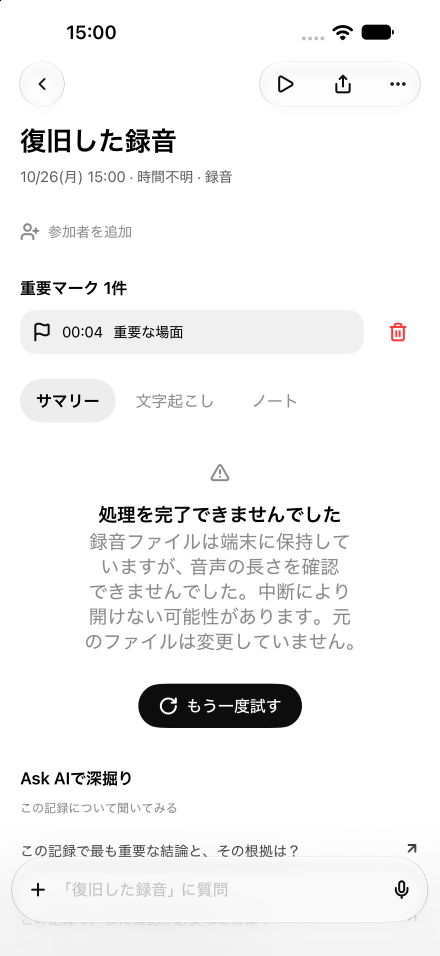 15:00
復旧した録音
10/26(月) 15:00 · 時間不明 · 録音
参加者を追加
重要マーク 1件
00:04 重要な場面
サマリー 文字起こし ノート
処理を完了できませんでした
録音ファイルは端末に保持して
いますが、音声の長さを確認
できませんでした。中断により
開けない可能性があります。元
のファイルは変更していません。
もう一度試す
Ask AIで深掘り
この記録について聞いてみる
この記録で最も重要な結論と、その根拠は？
「復旧した録音」に質問